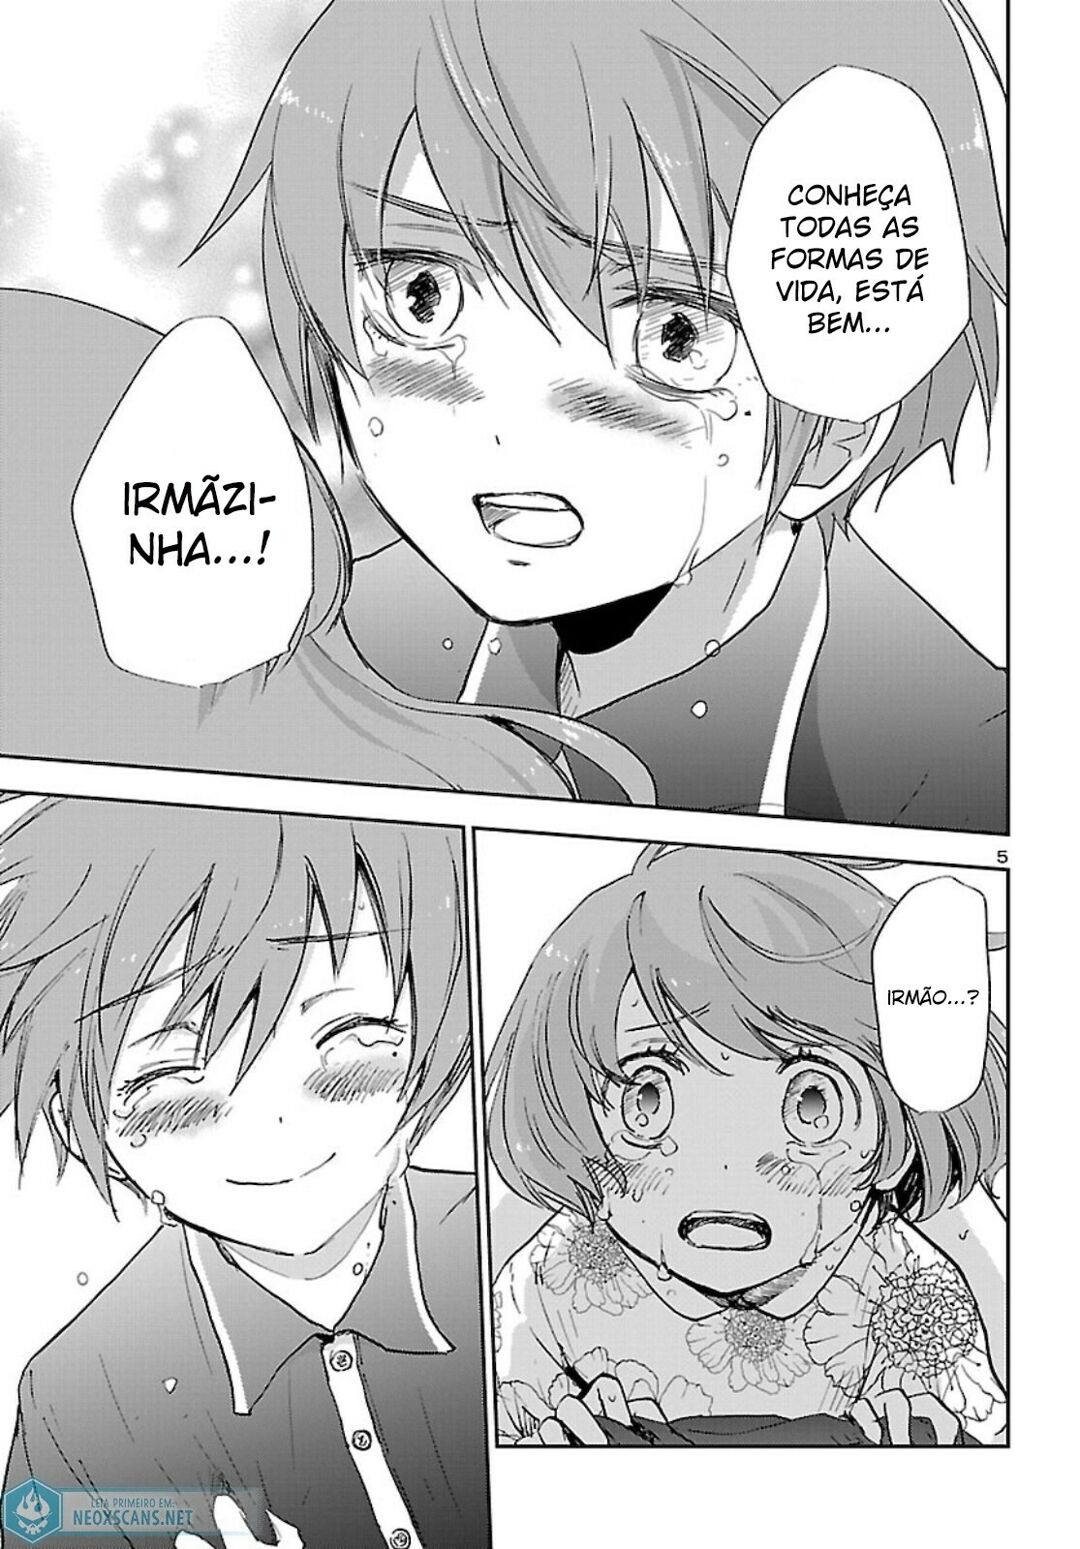 CONHEÇA
TODAS AS
FORMAS DE
VIDA, ESTÁ
BEM...
IRMÃZI-
NHA...!
5
IRMÃO...?
LEIA PRIMEIRO EM:
NEOXSCANS.NET